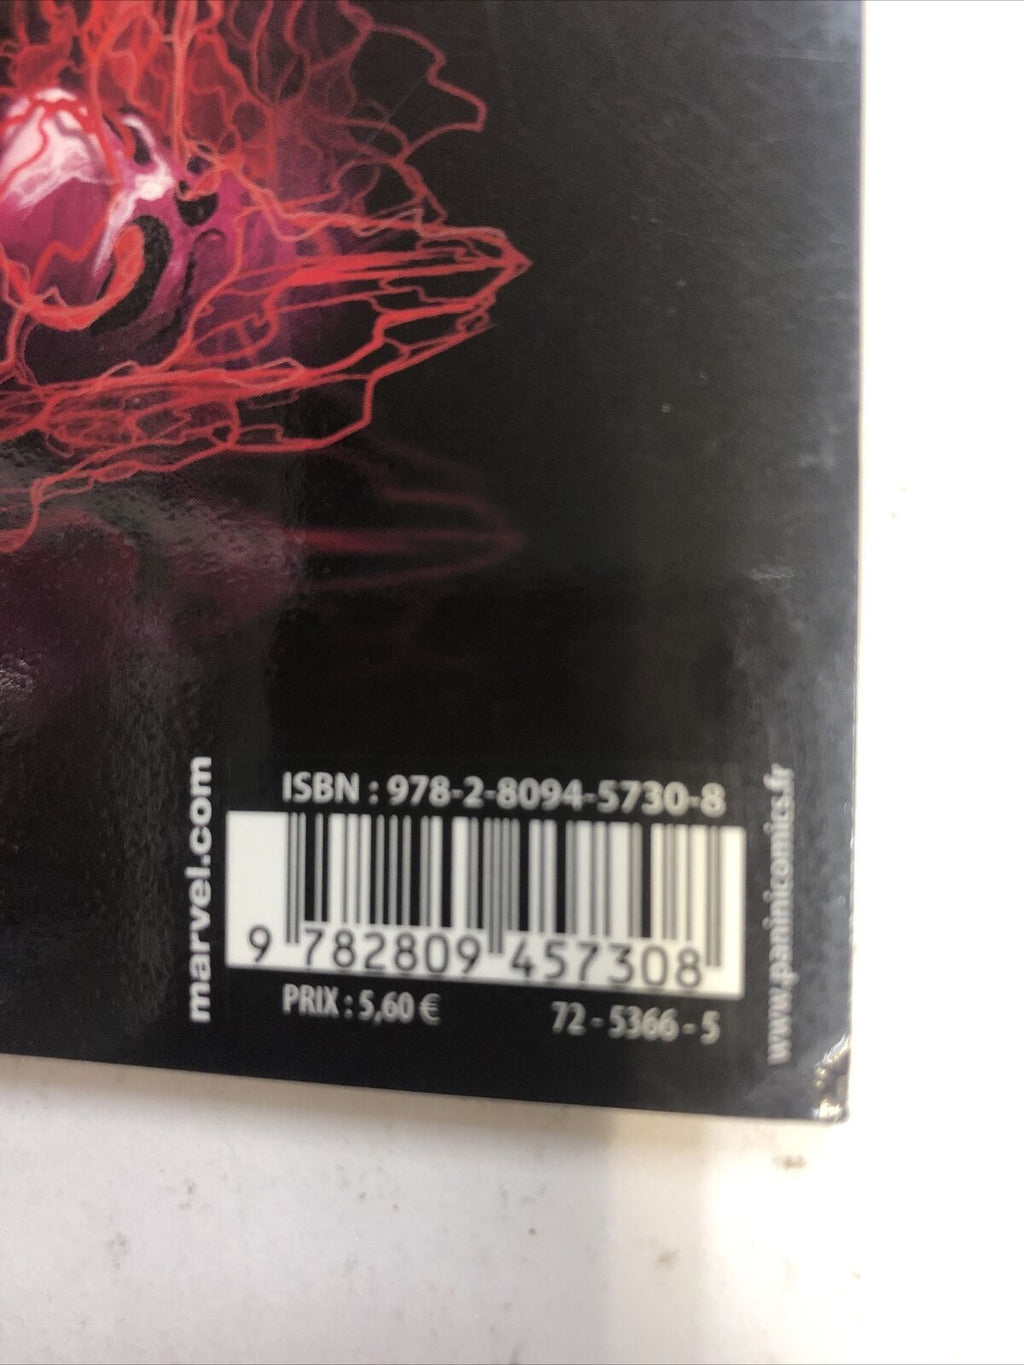 marvel.com
ISBN : 978-2-8094-5730-8
9 782809 457308
PRIX : 5,60 €
72 - 5366 - 5
www.paninicomics.fr